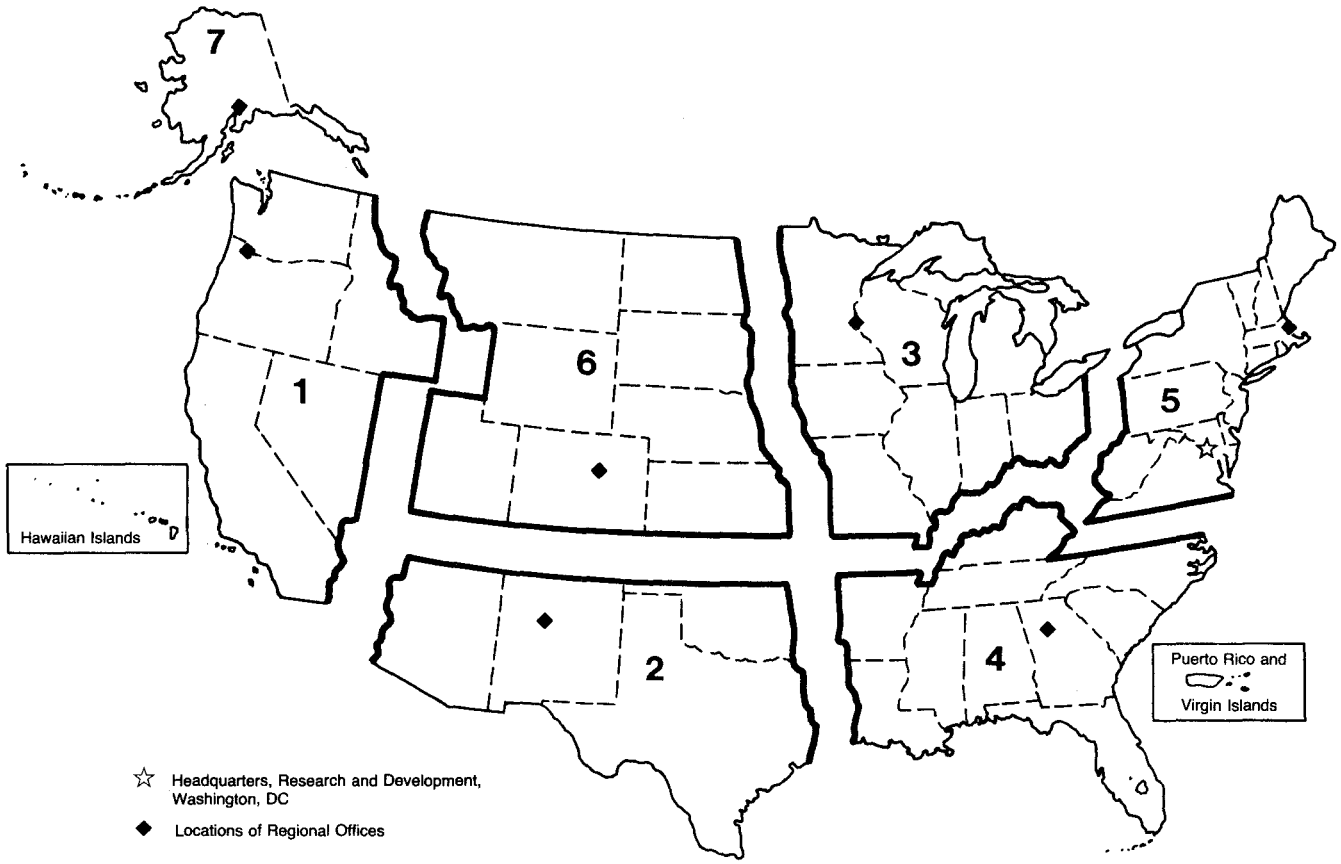 7
6
3
1
5
Hawaiian Islands
4
2
Puerto Rico and
Virgin Islands
Headquarters, Research and Development,
Washington, DC
Locations of Regional Offices